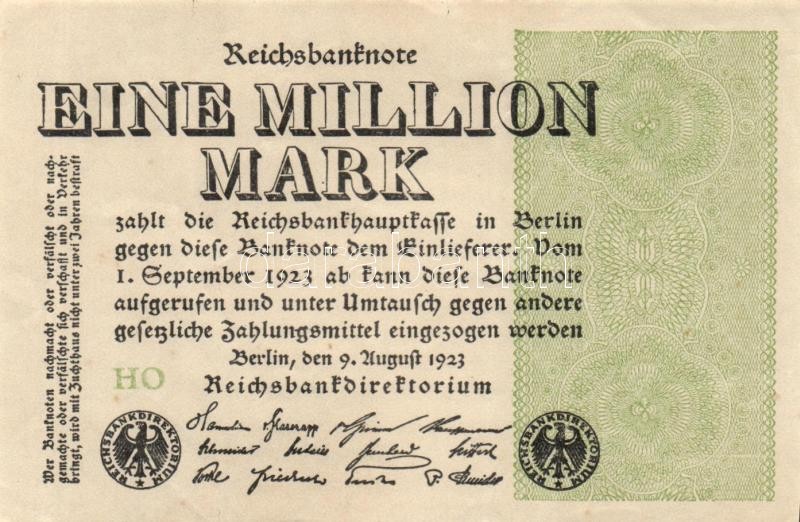 Reichsbanknote
EINE MILLION
MARK
zahlt die Reichsbankhauptkasse in Berlin
gegen diese Banknote dem Einlieferer. Vom
1. September 1923 ab kann diese Banknote
aufgerufen und unter Umtausch gegen andere
gesetzliche Zahlungsmittel eingezogen werden
Berlin, den 9. August 1923
Reichsbankdirektorium
HO
Wer Banknoten nachmacht oder verfälscht oder nach-
gemachte oder verfälschte sich verschafft und in Verkehr
bringt, wird mit Zuchthaus nicht unter zwei Jahren bestraft
REICHSBANKDIREKTORIUM
REICHSBANKDIREKTORIUM
darabanth.com